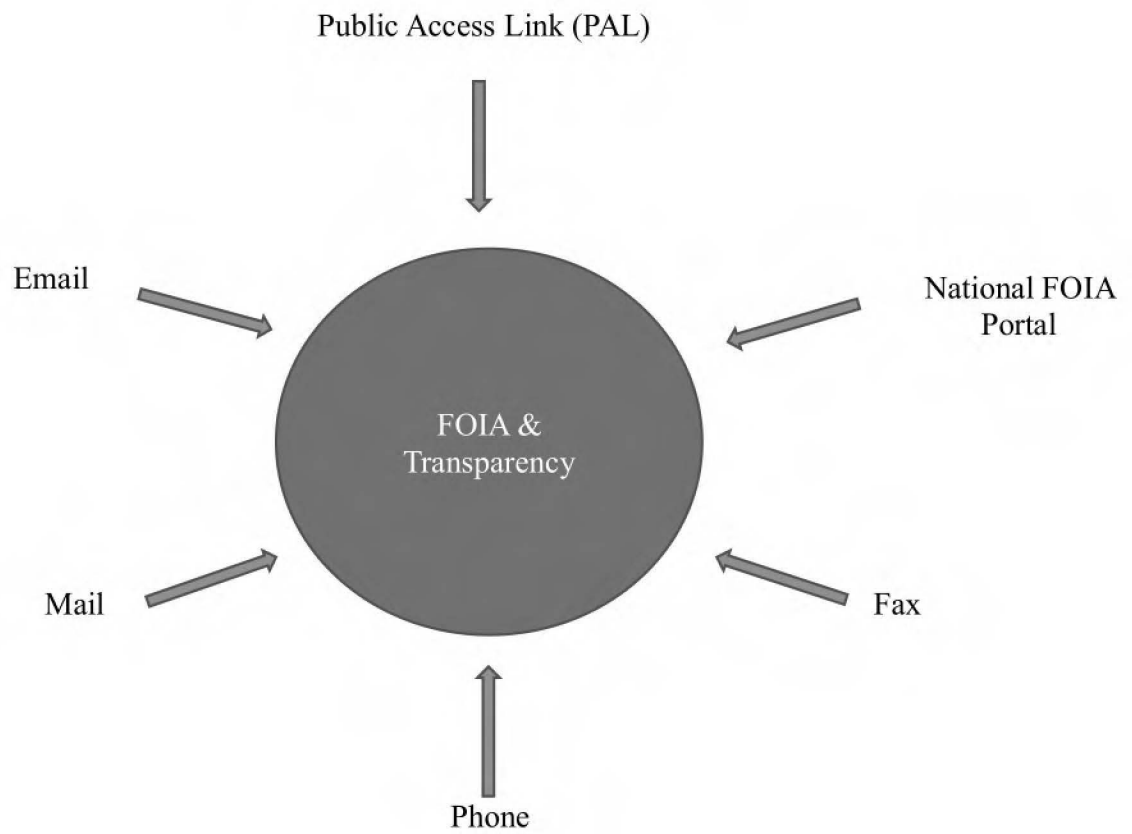 Public Access Link (PAL)
Email
National FOIA
Portal
FOIA &
Transparency
Mail
Fax
Phone